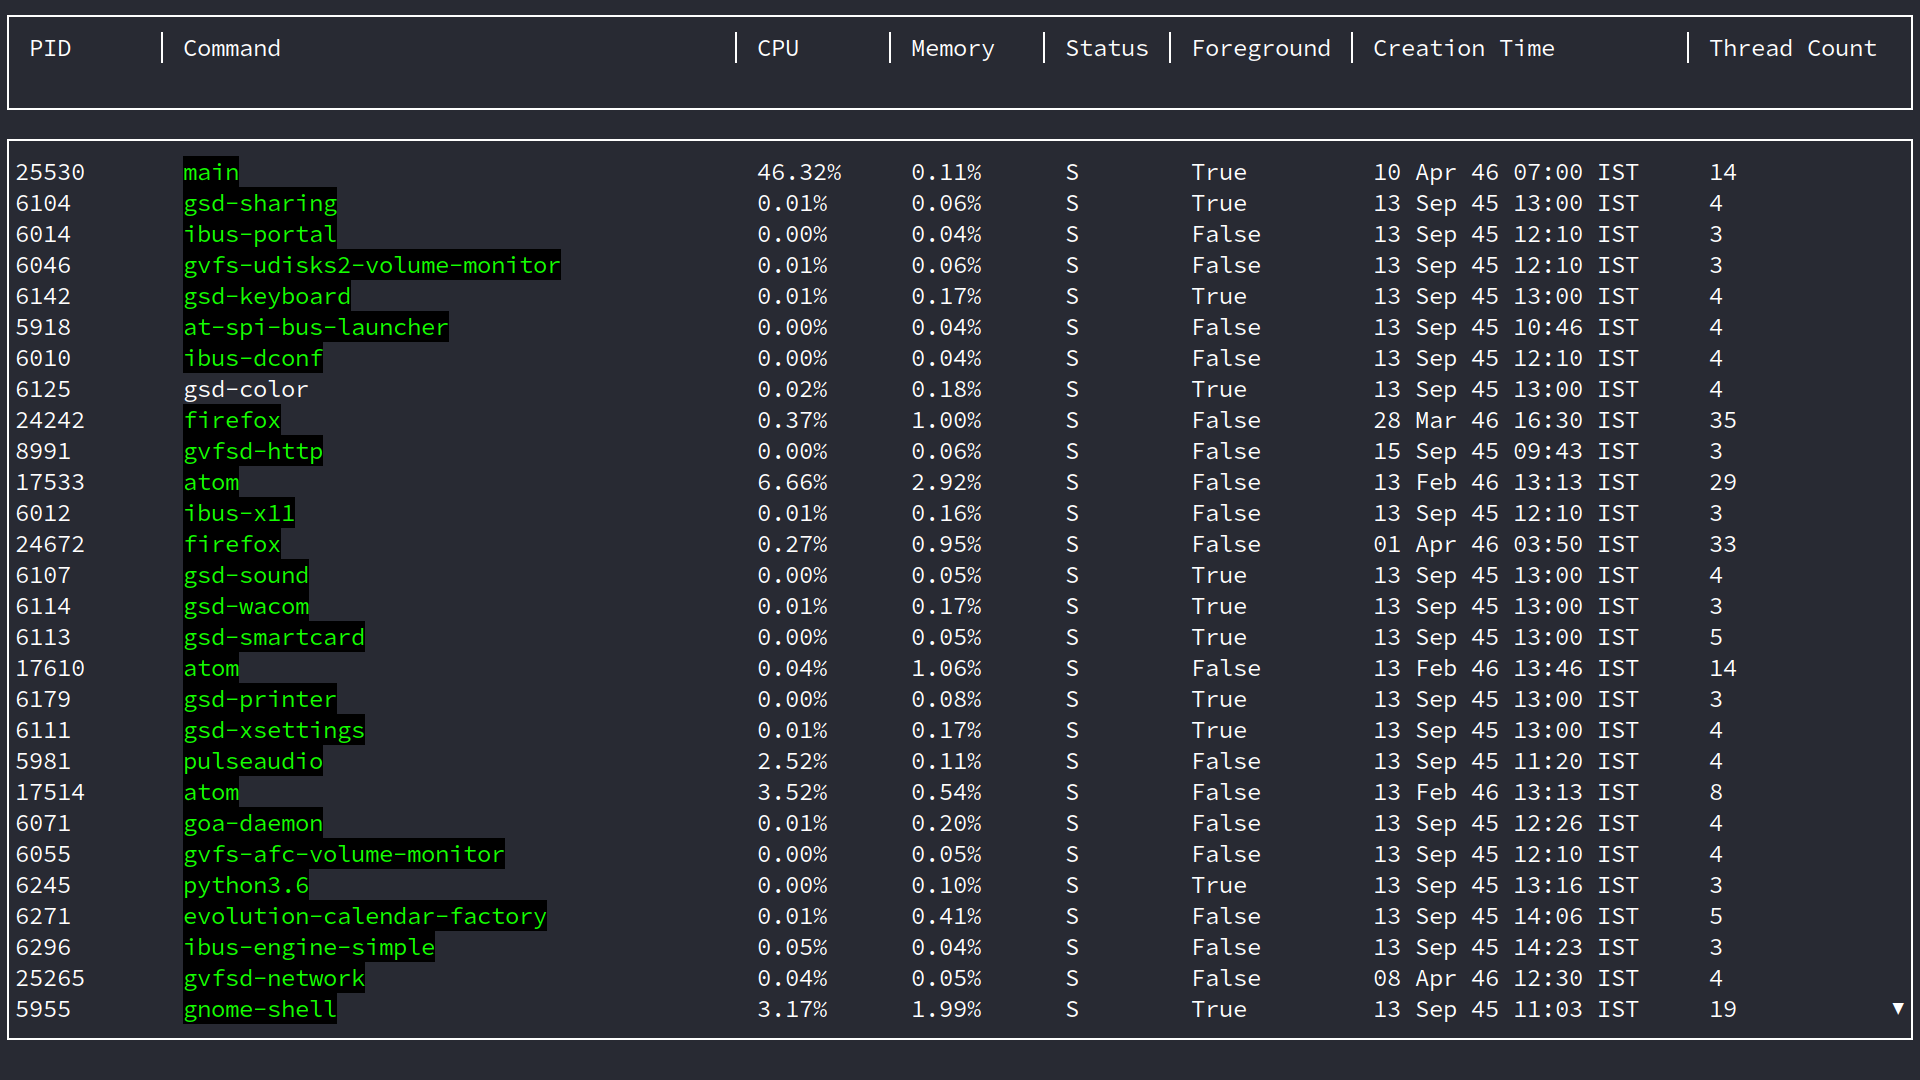 PID Command CPU Memory Status Foreground Creation Time Thread Count
25530 main 46.32% 0.11% S True 10 Apr 46 07:00 IST 14
6104 gsd-sharing 0.01% 0.06% S True 13 Sep 45 13:00 IST 4
6014 ibus-portal 0.00% 0.04% S False 13 Sep 45 12:10 IST 3
6046 gvfs-udisks2-volume-monitor 0.01% 0.06% S False 13 Sep 45 12:10 IST 3
6142 gsd-keyboard 0.01% 0.17% S True 13 Sep 45 13:00 IST 4
5918 at-spi-bus-launcher 0.00% 0.04% S False 13 Sep 45 10:46 IST 4
6010 ibus-dconf 0.00% 0.04% S False 13 Sep 45 12:10 IST 4
6125 gsd-color 0.02% 0.18% S True 13 Sep 45 13:00 IST 4
24242 firefox 0.37% 1.00% S False 28 Mar 46 16:30 IST 35
8991 gvfsd-http 0.00% 0.06% S False 15 Sep 45 09:43 IST 3
17533 atom 6.66% 2.92% S False 13 Feb 46 13:13 IST 29
6012 ibus-x11 0.01% 0.16% S False 13 Sep 45 12:10 IST 3
24672 firefox 0.27% 0.95% S False 01 Apr 46 03:50 IST 33
6107 gsd-sound 0.00% 0.05% S True 13 Sep 45 13:00 IST 4
6114 gsd-wacom 0.01% 0.17% S True 13 Sep 45 13:00 IST 3
6113 gsd-smartcard 0.00% 0.05% S True 13 Sep 45 13:00 IST 5
17610 atom 0.04% 1.06% S False 13 Feb 46 13:46 IST 14
6179 gsd-printer 0.00% 0.08% S True 13 Sep 45 13:00 IST 3
6111 gsd-xsettings 0.01% 0.17% S True 13 Sep 45 13:00 IST 4
5981 pulseaudio 2.52% 0.11% S False 13 Sep 45 11:20 IST 4
17514 atom 3.52% 0.54% S False 13 Feb 46 13:13 IST 8
6071 goa-daemon 0.01% 0.20% S False 13 Sep 45 12:26 IST 4
6055 gvfs-afc-volume-monitor 0.00% 0.05% S False 13 Sep 45 12:10 IST 4
6245 python3.6 0.00% 0.10% S True 13 Sep 45 13:16 IST 3
6271 evolution-calendar-factory 0.01% 0.41% S False 13 Sep 45 14:06 IST 5
6296 ibus-engine-simple 0.05% 0.04% S False 13 Sep 45 14:23 IST 3
25265 gvfsd-network 0.04% 0.05% S False 08 Apr 46 12:30 IST 4
5955 gnome-shell 3.17% 1.99% S True 13 Sep 45 11:03 IST 19 ▼